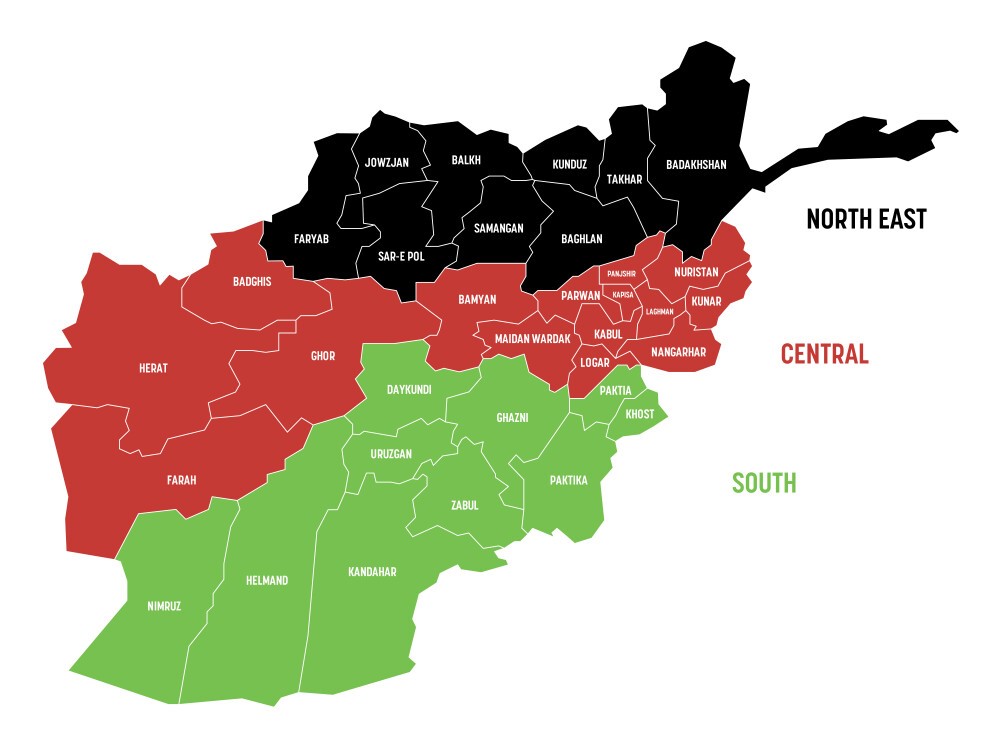 JOWZJAN
BALKH
KUNDUZ
TAKHAR
BADAKHSHAN
NORTH EAST
FARYAB
SAR-E POL
SAMANGAN
BAGHLAN
BADGHIS
BAMYAN
PARWAN
PANJSHIR
KAPISA
NURISTAN
KUNAR
LAGHMAN
HERAT
GHOR
MAIDAN WARDAK
KABUL
LOGAR
NANGARHAR
CENTRAL
DAYKUNDI
GHAZNI
PAKTIA
KHOST
FARAH
URUZGAN
ZABUL
PAKTIKA
SOUTH
NIMRUZ
HELMAND
KANDAHAR